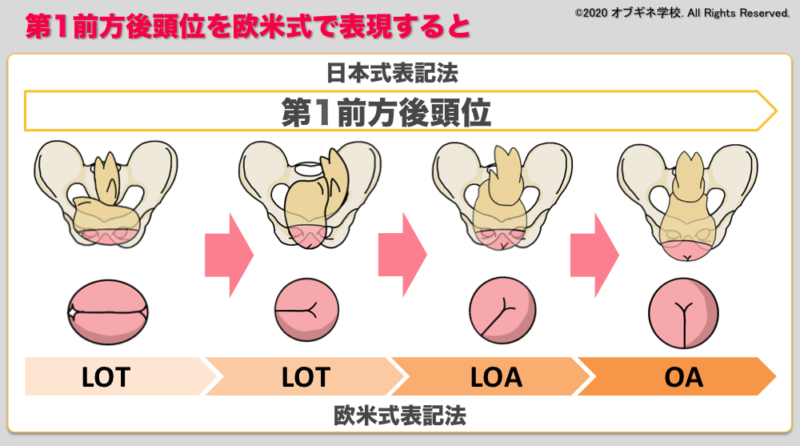 ©2020 オブギネ学校. All Rights Reserved.
第1前方後頭位を欧米式で表現すると
日本式表記法
第1前方後頭位
LOT LOT LOA OA
欧米式表記法